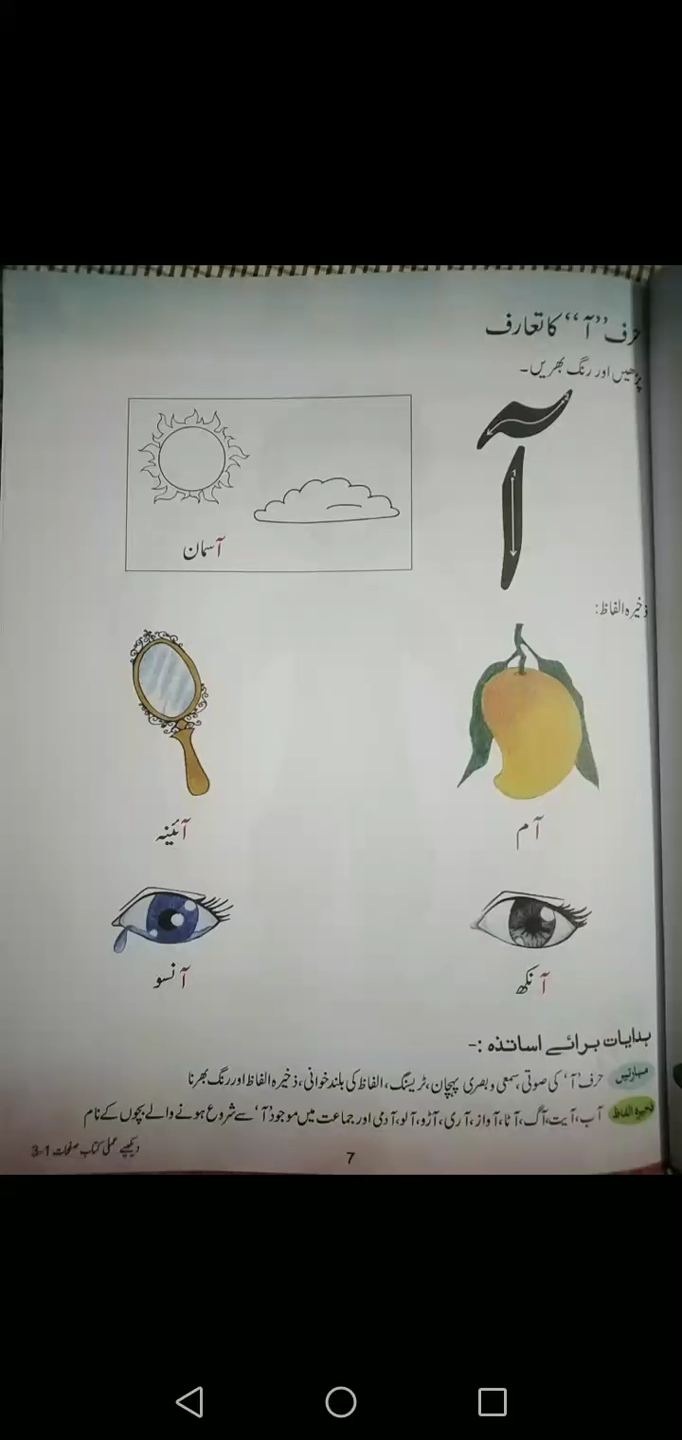 حرف ”آ“ کا تعارف
پڑھیں اور رنگ بھریں۔
آ
1
آسمان
ذخیرہ الفاظ:
آم
آئینہ
آنکھ
آنسو
ہدایات برائے اساتذہ :-
مہارتیں حرف ’آ‘ کی صوتی، سمعی و بصری پہچان، ٹریسنگ، الفاظ کی بلند خوانی، ذخیرہ الفاظ اور رنگ بھرنا
ذخیرہ الفاظ آب، آیت، آگ، آٹا، آواز، آری، آڑو، آلو، آدمی اور جماعت میں موجود ’آ‘ سے شروع ہونے والے بچوں کے نام
دیکھیے عملی کتاب صفحات 1-3
7